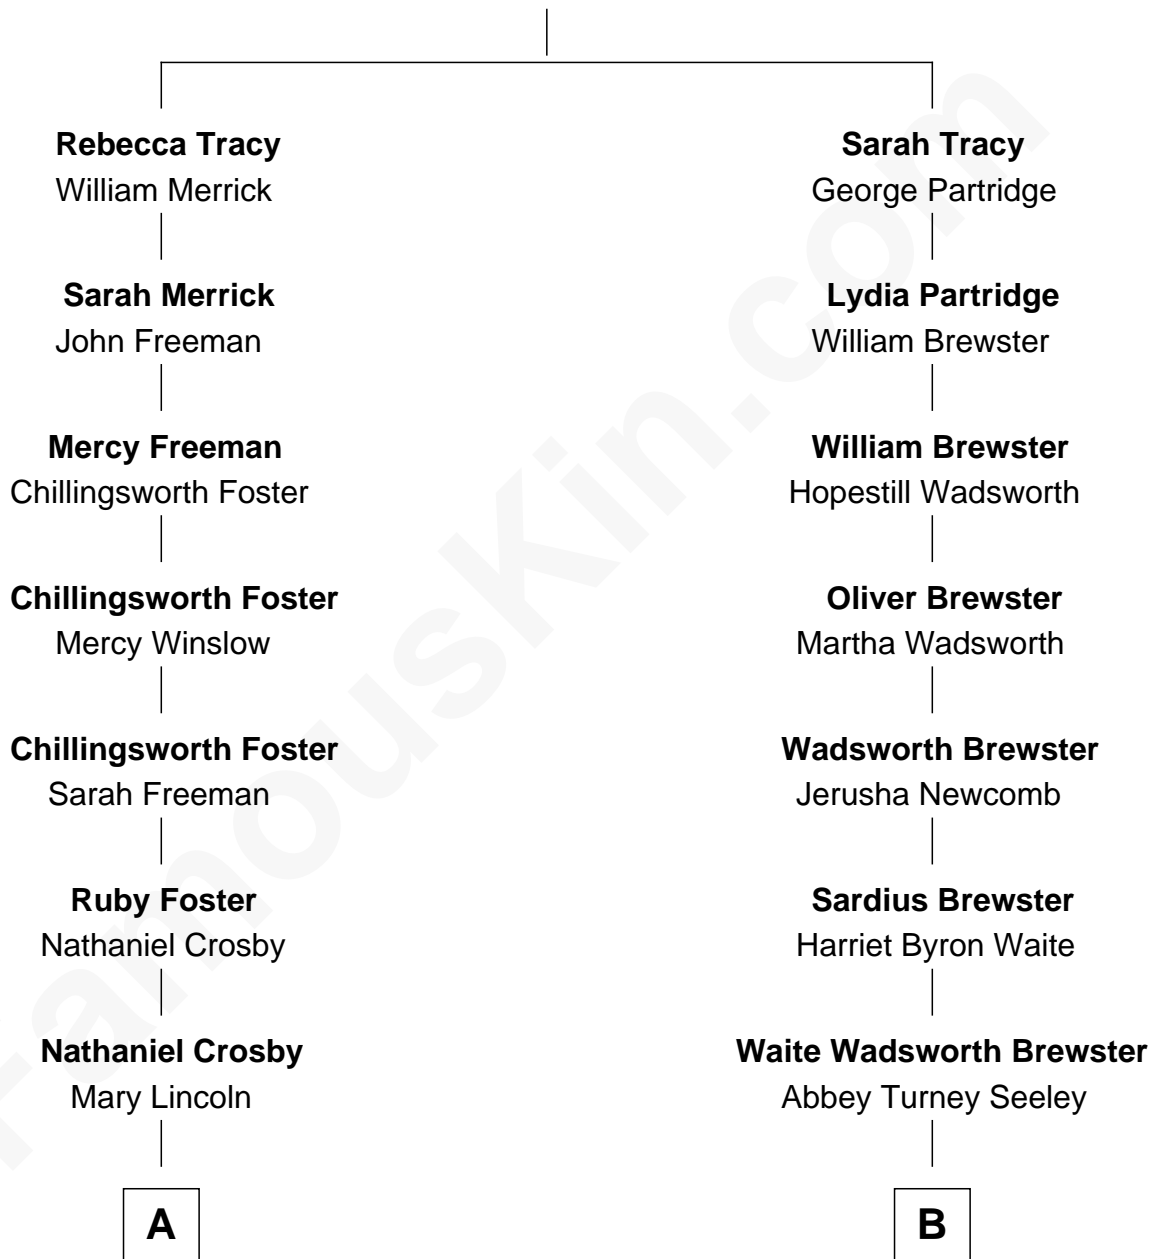 Rebecca Tracy
William Merrick
Sarah Merrick
John Freeman
Mercy Freeman
Chillingsworth Foster
Chillingsworth Foster
Mercy Winslow
Chillingsworth Foster
Sarah Freeman
Ruby Foster
Nathaniel Crosby
Nathaniel Crosby
Mary Lincoln
A
Sarah Tracy
George Partridge
Lydia Partridge
William Brewster
William Brewster
Hopestill Wadsworth
Oliver Brewster
Martha Wadsworth
Wadsworth Brewster
Jerusha Newcomb
Sardius Brewster
Harriet Byron Waite
Waite Wadsworth Brewster
Abbey Turney Seeley
B
FamousKin.com